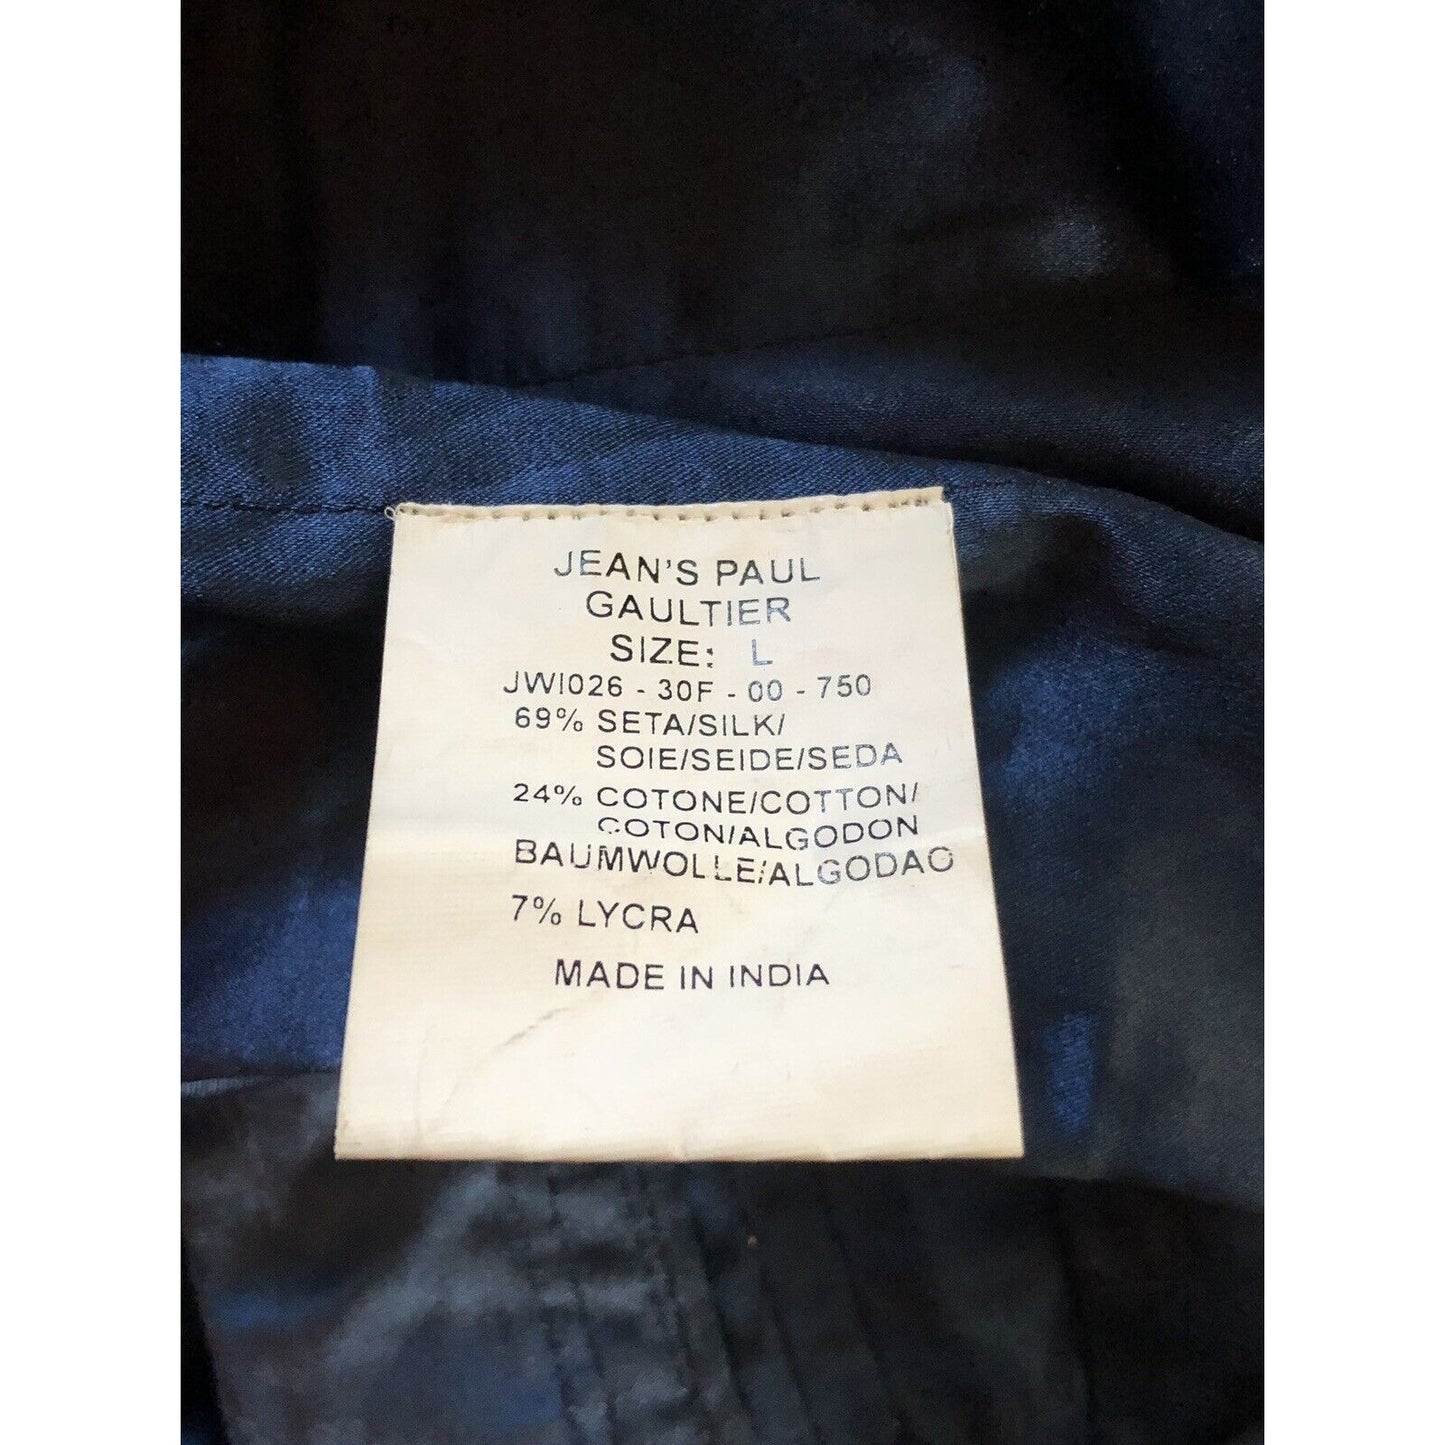 JEAN'S PAUL
GAULTIER
SIZE: L
JWI026 - 30F - 00 - 750
69% SETA/SILK/
SOIE/SEIDE/SEDA
24% COTONE/COTTON/
COTON/ALGODON
BAUMWOLLE/ALGODAO
7% LYCRA
MADE IN INDIA